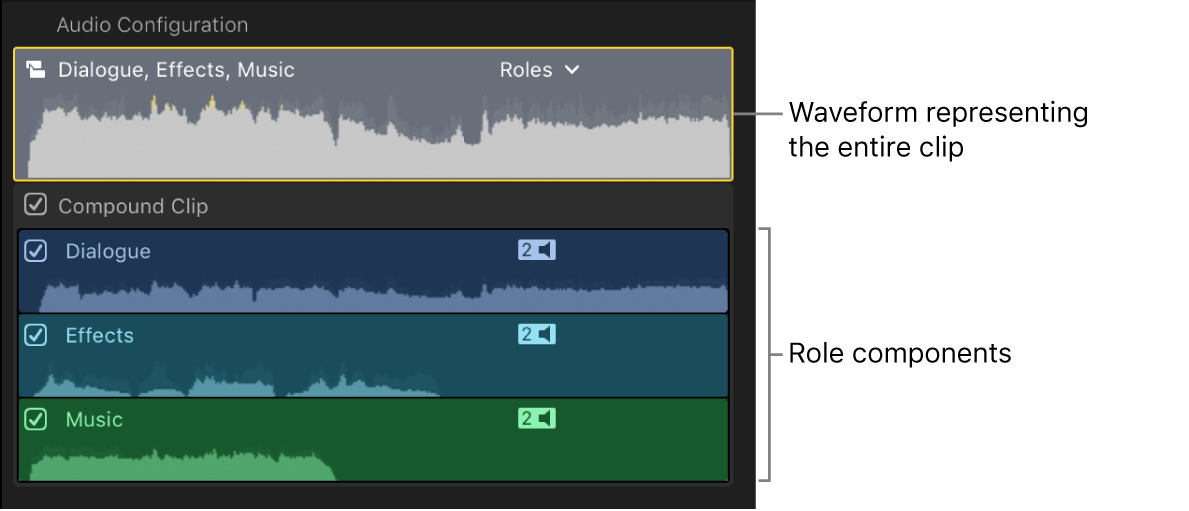 Audio Configuration
Dialogue, Effects, Music Roles
Waveform representing
the entire clip
Compound Clip
Dialogue 2
Effects 2
Role components
Music 2